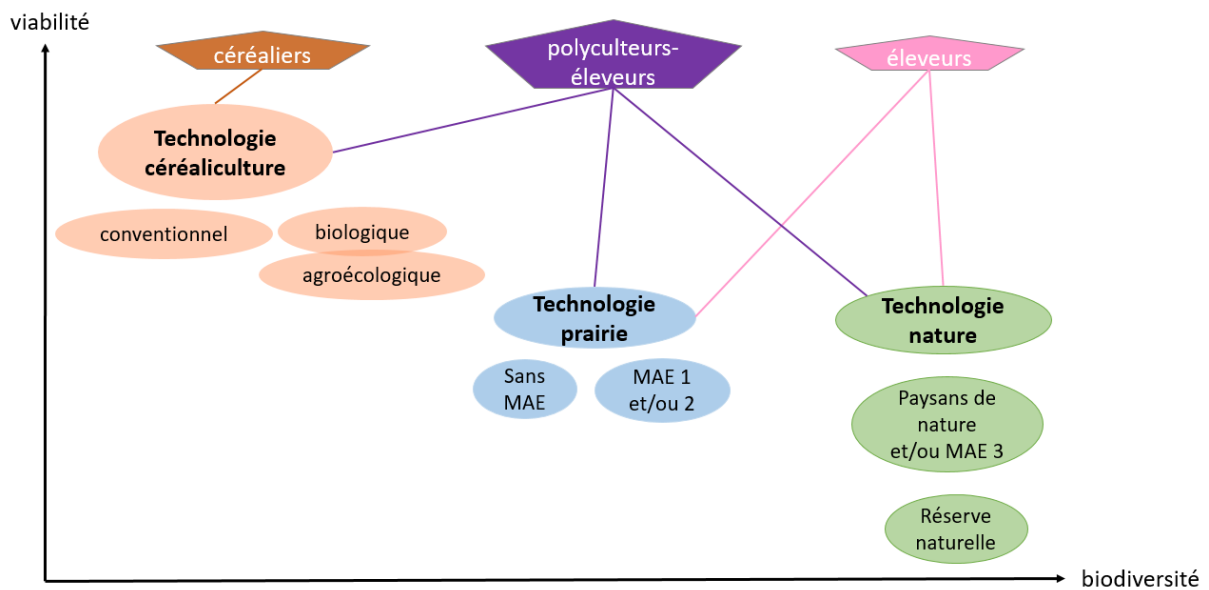 viabilité
céréaliers
polyculteurs-
éleveurs
éleveurs
Technologie
céréaliculture
conventionnel
biologique
agroécologique
Technologie
prairie
Sans
MAE
MAE 1
et/ou 2
Technologie
nature
Paysans de
nature
et/ou MAE 3
Réserve
naturelle
biodiversité